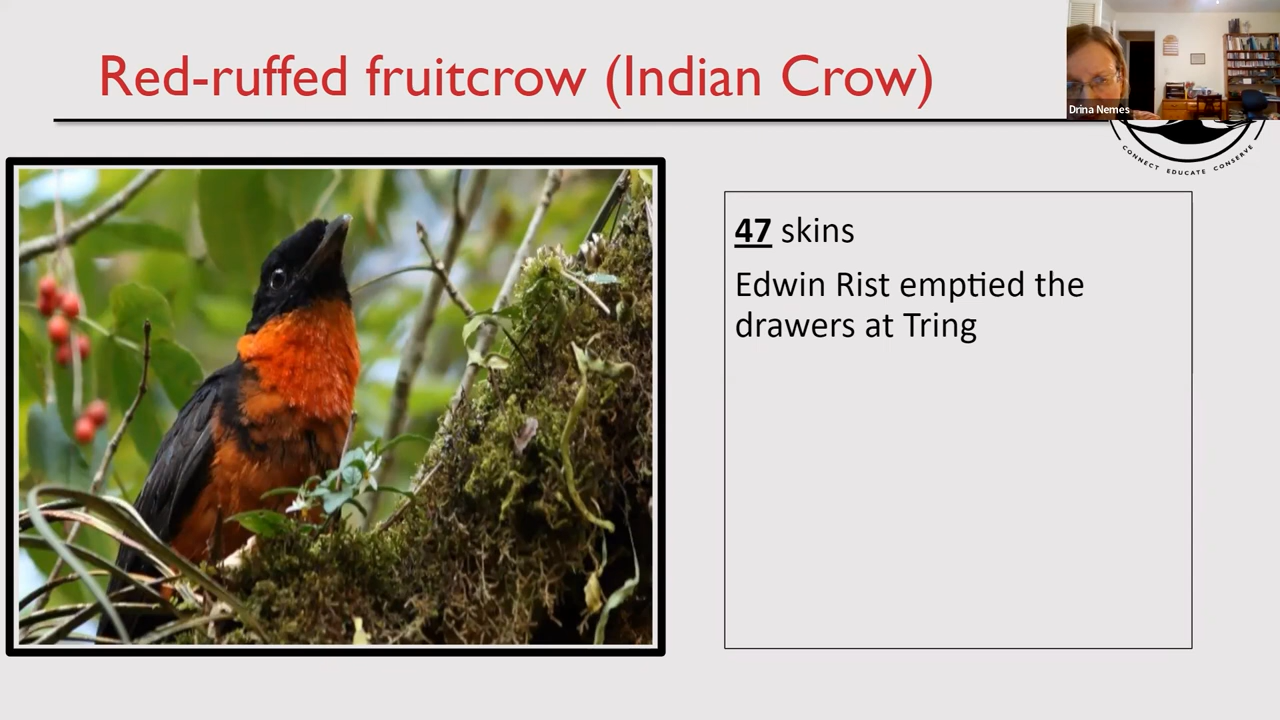 Red-ruffed fruitcrow (Indian Crow)
Drina Nemes
CONNECT EDUCATE CONSERVE
47 skins
Edwin Rist emptied the
drawers at Tring